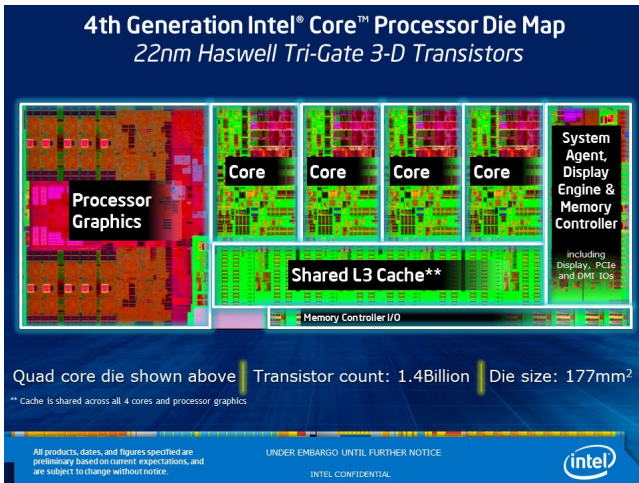 4th Generation Intel® Core™ Processor Die Map
22nm Haswell Tri-Gate 3-D Transistors
Processor
Graphics
Core
Core
Core
Core
System
Agent,
Display
Engine &
Memory
Controller
including
Display, PCIe
and DMI IOs
Shared L3 Cache**
Memory Controller I/O
Quad core die shown above Transistor count: 1.4Billion Die size: 177mm²
** Cache is shared across all 4 cores and processor graphics
All products, dates, and figures specified are
preliminary based on current expectations, and
are subject to change without notice.
UNDER EMBARGO UNTIL FURTHER NOTICE
INTEL CONFIDENTIAL
intel